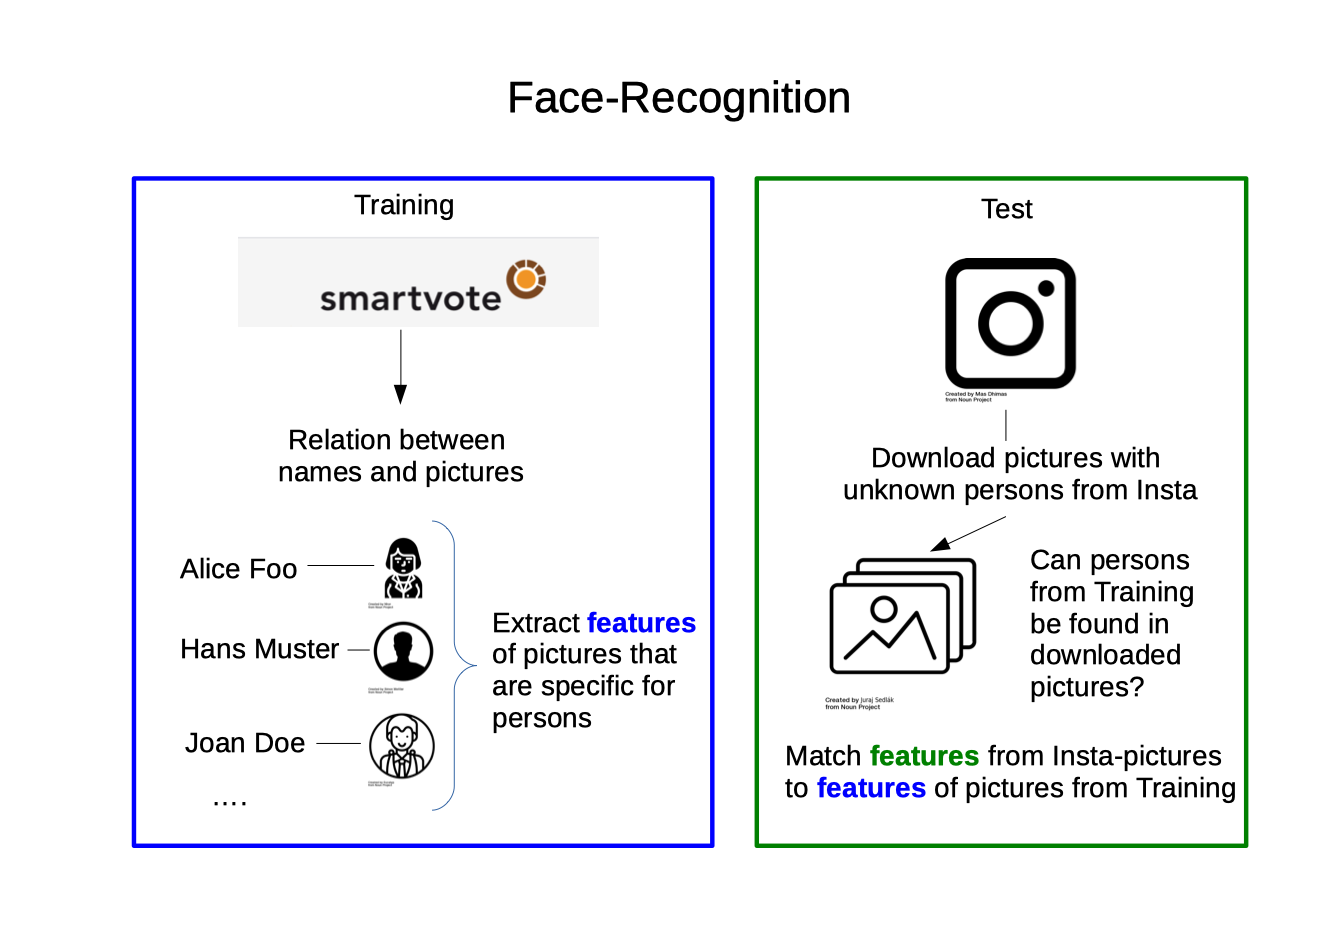 Face-Recognition
Training
smartvote
Relation between
names and pictures
Alice Foo
Hans Muster
Joan Doe
....
Extract features
of pictures that
are specific for
persons
Test
Created by Mas Dhimas
from Noun Project
Download pictures with
unknown persons from Insta
Can persons
from Training
be found in
downloaded
pictures?
Created by Juraj Sedlák
from Noun Project
Match features from Insta-pictures
to features of pictures from Training